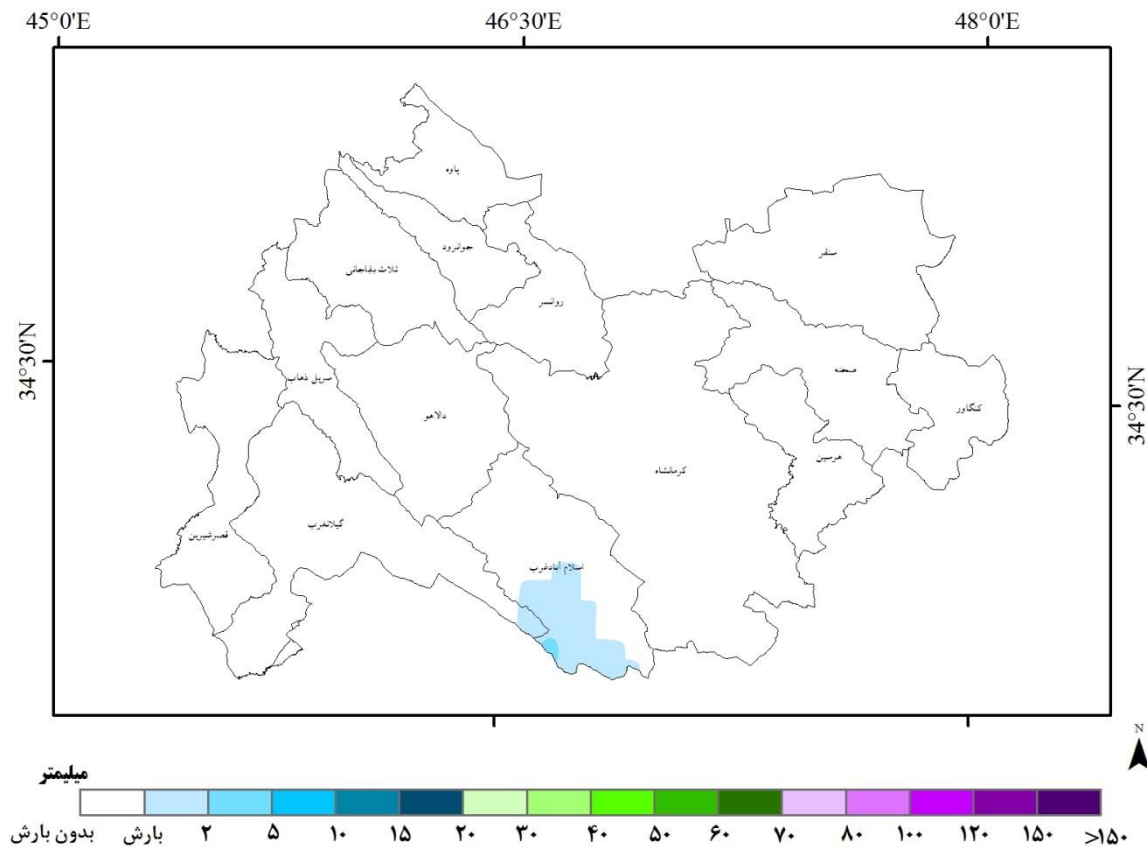 45°0'E 46°30'E 48°0'E
پاوه
سنقر
جوانرود
ثلاث باباجانی
روانسر
34°30'N
صحنه
سرپل ذهاب
34°30'N
کنگاور
دالاهو
هرسین
کرمانشاه
گیلانغرب
قصرشیرین
اسلام آبادغرب
N
میلیمتر
بدون بارش بارش ۲ ۵ ۱۰ ۱۵ ۲۰ ۳۰ ۴۰ ۵۰ ۶۰ ۷۰ ۸۰ ۱۰۰ ۱۲۰ ۱۵۰ >۱۵۰